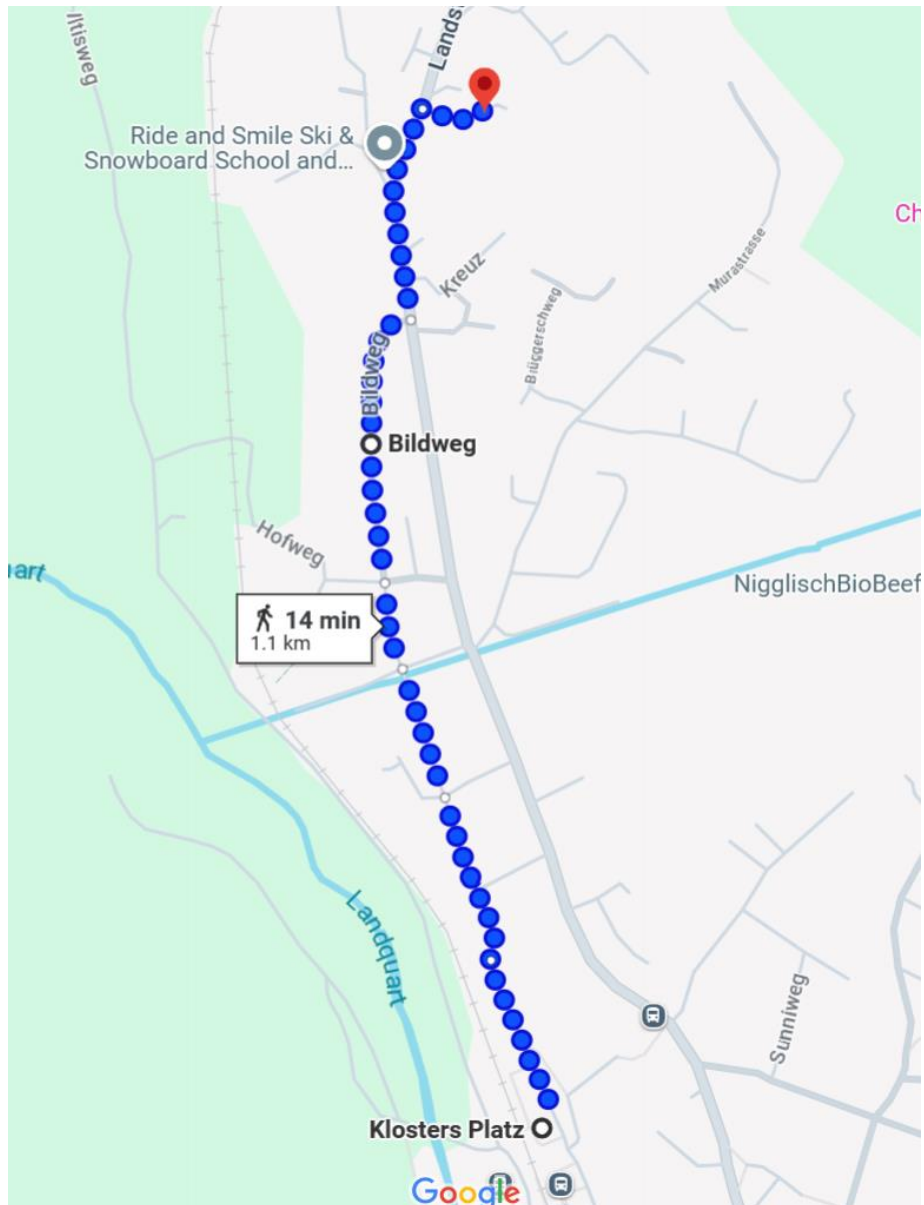 Iltisweg
Lands
Ride and Smile Ski &
Snowboard School and...
Ch
Murastrasse
Kreuz
Brüggerschweg
Bildweg
Bildweg
Hofweg
uart
NigglischBioBeef
14 min
1.1 km
Landquart
Sunniweg
Klosters Platz
Google